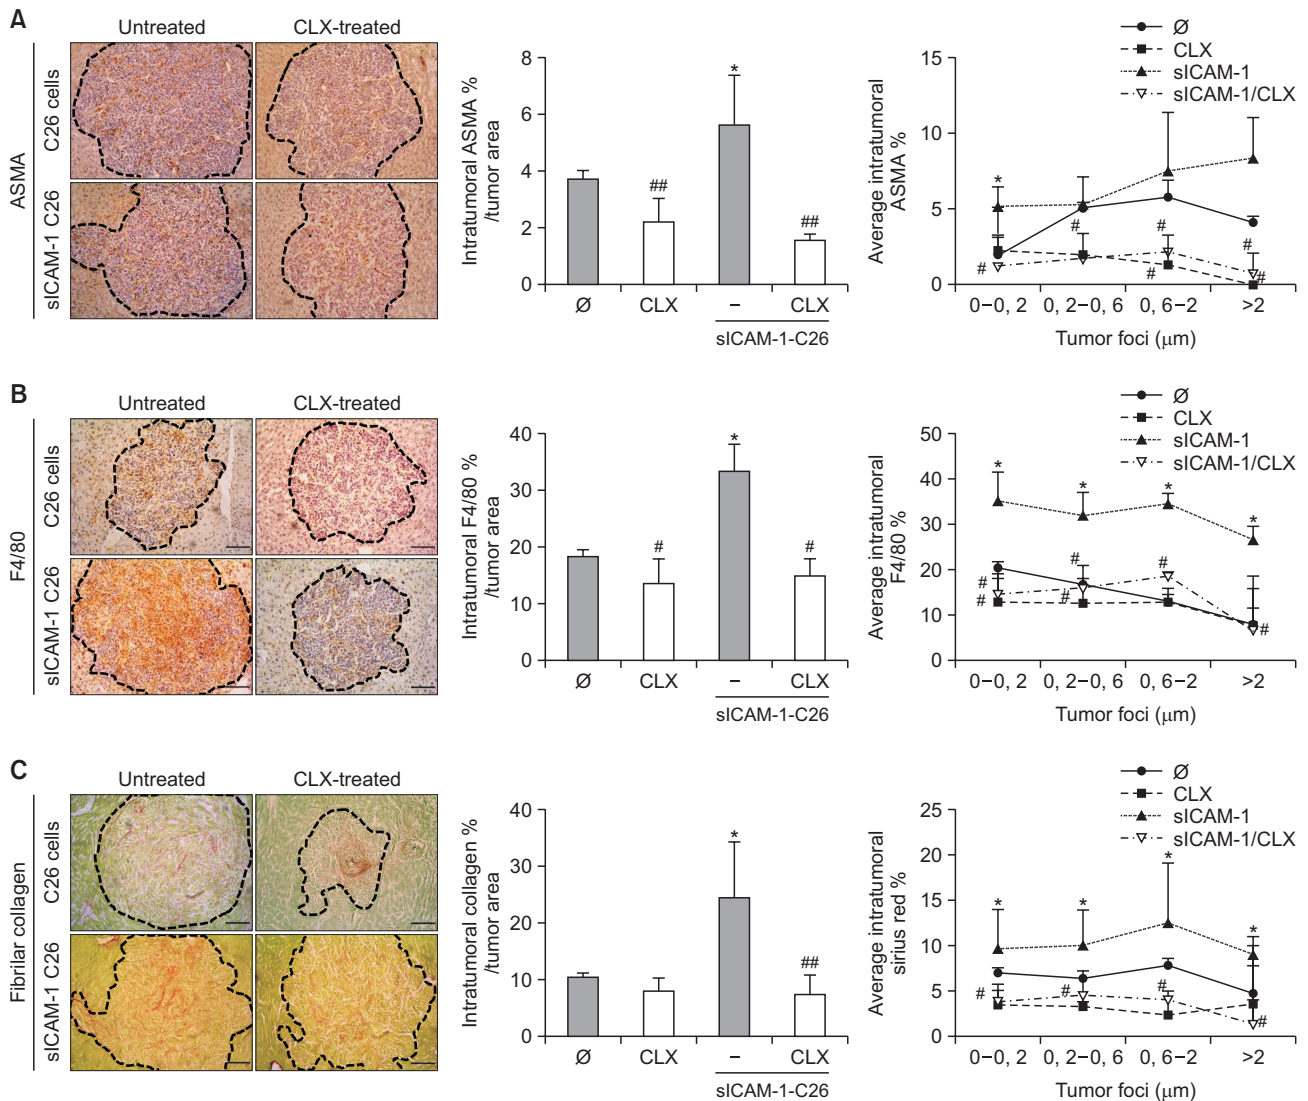 A
Untreated CLX-treated
ASMA
C26 cells
sICAM-1 C26
Intratumoral ASMA %
/tumor area
8
6
4
2
0
*
##
##
Ø CLX – CLX
sICAM-1-C26
Ø
CLX
sICAM-1
sICAM-1/CLX
Average intratumoral
ASMA %
15
10
5
0
*
#
#
#
#
#
#
0–0, 2 0, 2–0, 6 0, 6–2 >2
Tumor foci (μm)
B
Untreated CLX-treated
F4/80
C26 cells
sICAM-1 C26
Intratumoral F4/80 %
/tumor area
40
30
20
10
0
*
#
#
Ø CLX – CLX
sICAM-1-C26
Ø
CLX
sICAM-1
sICAM-1/CLX
Average intratumoral
F4/80 %
50
40
30
20
10
0
*
*
*
*
#
#
#
#
#
#
0–0, 2 0, 2–0, 6 0, 6–2 >2
Tumor foci (μm)
C
Untreated CLX-treated
Fibrilar collagen
C26 cells
sICAM-1 C26
Intratumoral collagen %
/tumor area
40
30
20
10
0
*
##
Ø CLX – CLX
sICAM-1-C26
Ø
CLX
sICAM-1
sICAM-1/CLX
Average intratumoral
sirius red %
25
20
15
10
5
0
*
*
*
*
#
#
#
#
0–0, 2 0, 2–0, 6 0, 6–2 >2
Tumor foci (μm)